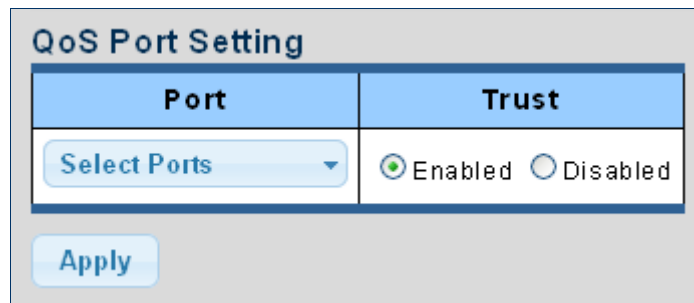 QoS Port Setting
Port Trust
Select Ports Enabled Disabled
Apply